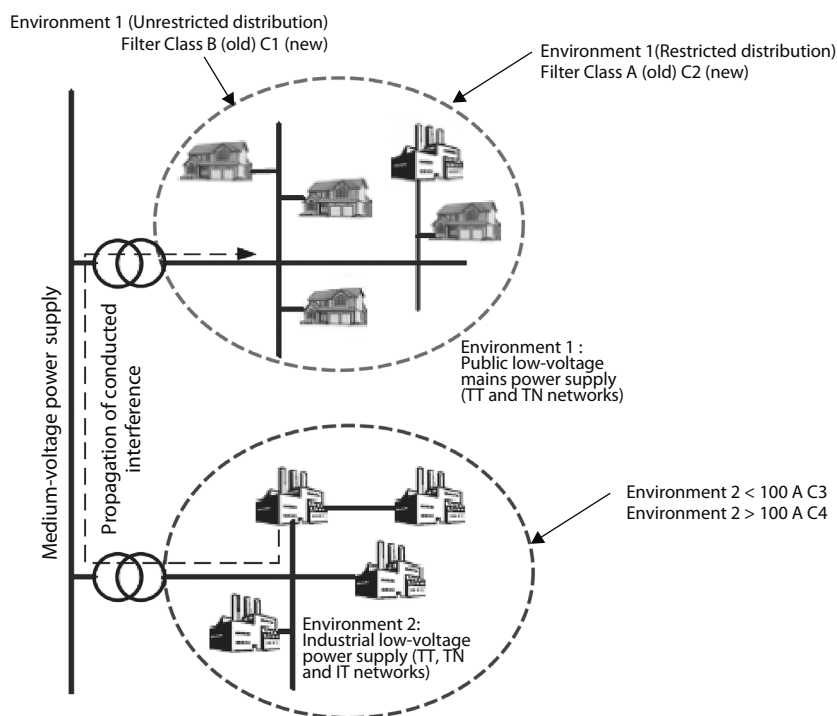 Environment 1 (Unrestricted distribution)
Filter Class B (old) C1 (new)
Environment 1(Restricted distribution)
Filter Class A (old) C2 (new)
Medium-voltage power supply
Propagation of conducted
interference
Environment 1 :
Public low-voltage
mains power supply
(TT and TN networks)
Environment 2 < 100 A C3
Environment 2 > 100 A C4
Environment 2:
Industrial low-voltage
power supply (TT, TN
and IT networks)